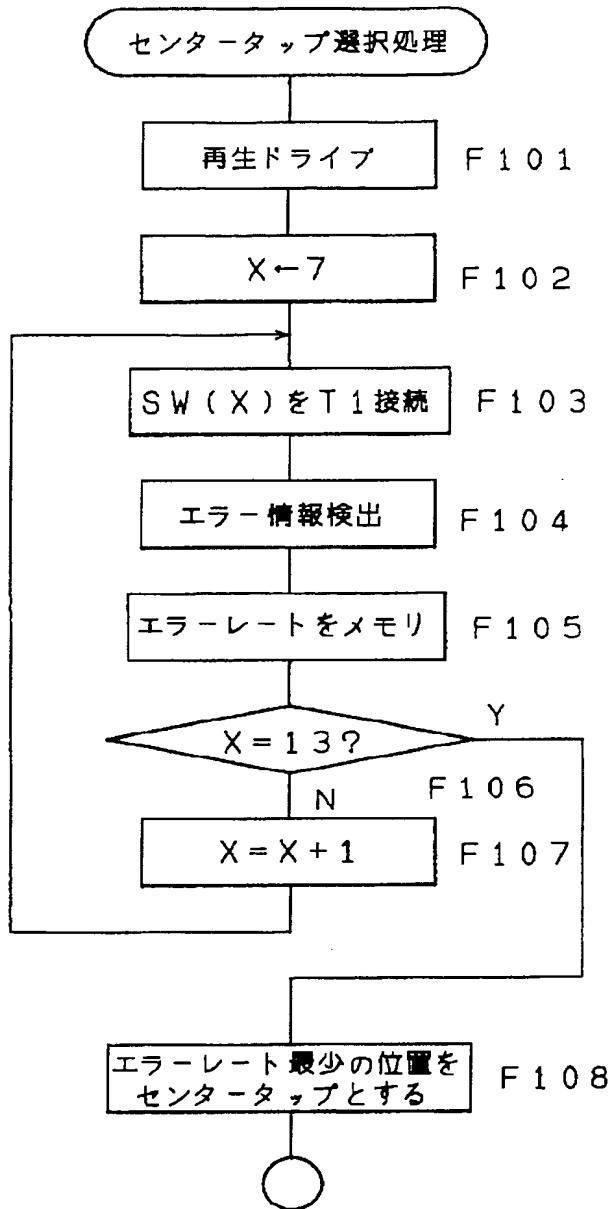 センタータップ選択処理
再生ドライブ
F101
X←7
F102
SW(X)をT1接続
F103
エラー情報検出
F104
エラーレートをメモリ
F105
X=13?
Y
F106
N
X=X+1
F107
エラーレート最少の位置を
センタータップとする
F108